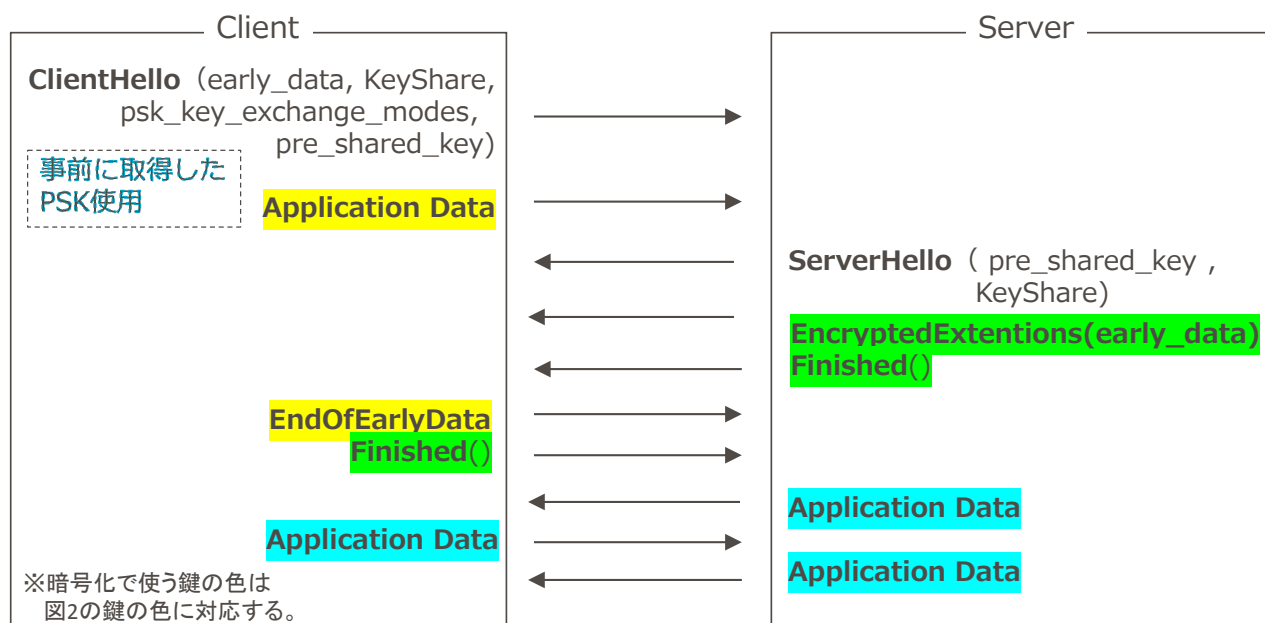 Client
Server
ClientHello（early_data, KeyShare,
psk_key_exchange_modes,
pre_shared_key)
事前に取得した
PSK使用
Application Data
ServerHello（ pre_shared_key ,
KeyShare)
EncryptedExtentions(early_data)
Finished()
EndOfEarlyData
Finished()
Application Data
Application Data
Application Data
※暗号化で使う鍵の色は
図2の鍵の色に対応する。